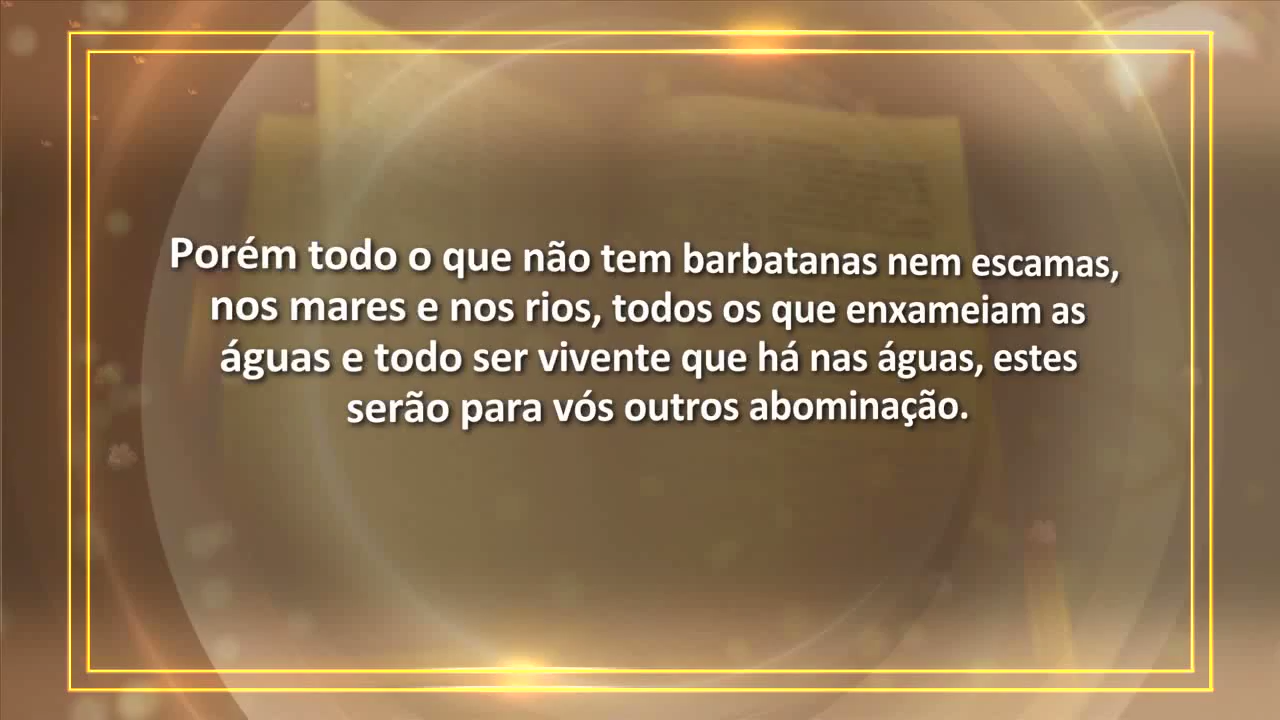 Porém todo o que não tem barbatanas nem escamas,
nos mares e nos rios, todos os que enxameiam as
águas e todo ser vivente que há nas águas, estes
serão para vós outros abominação.